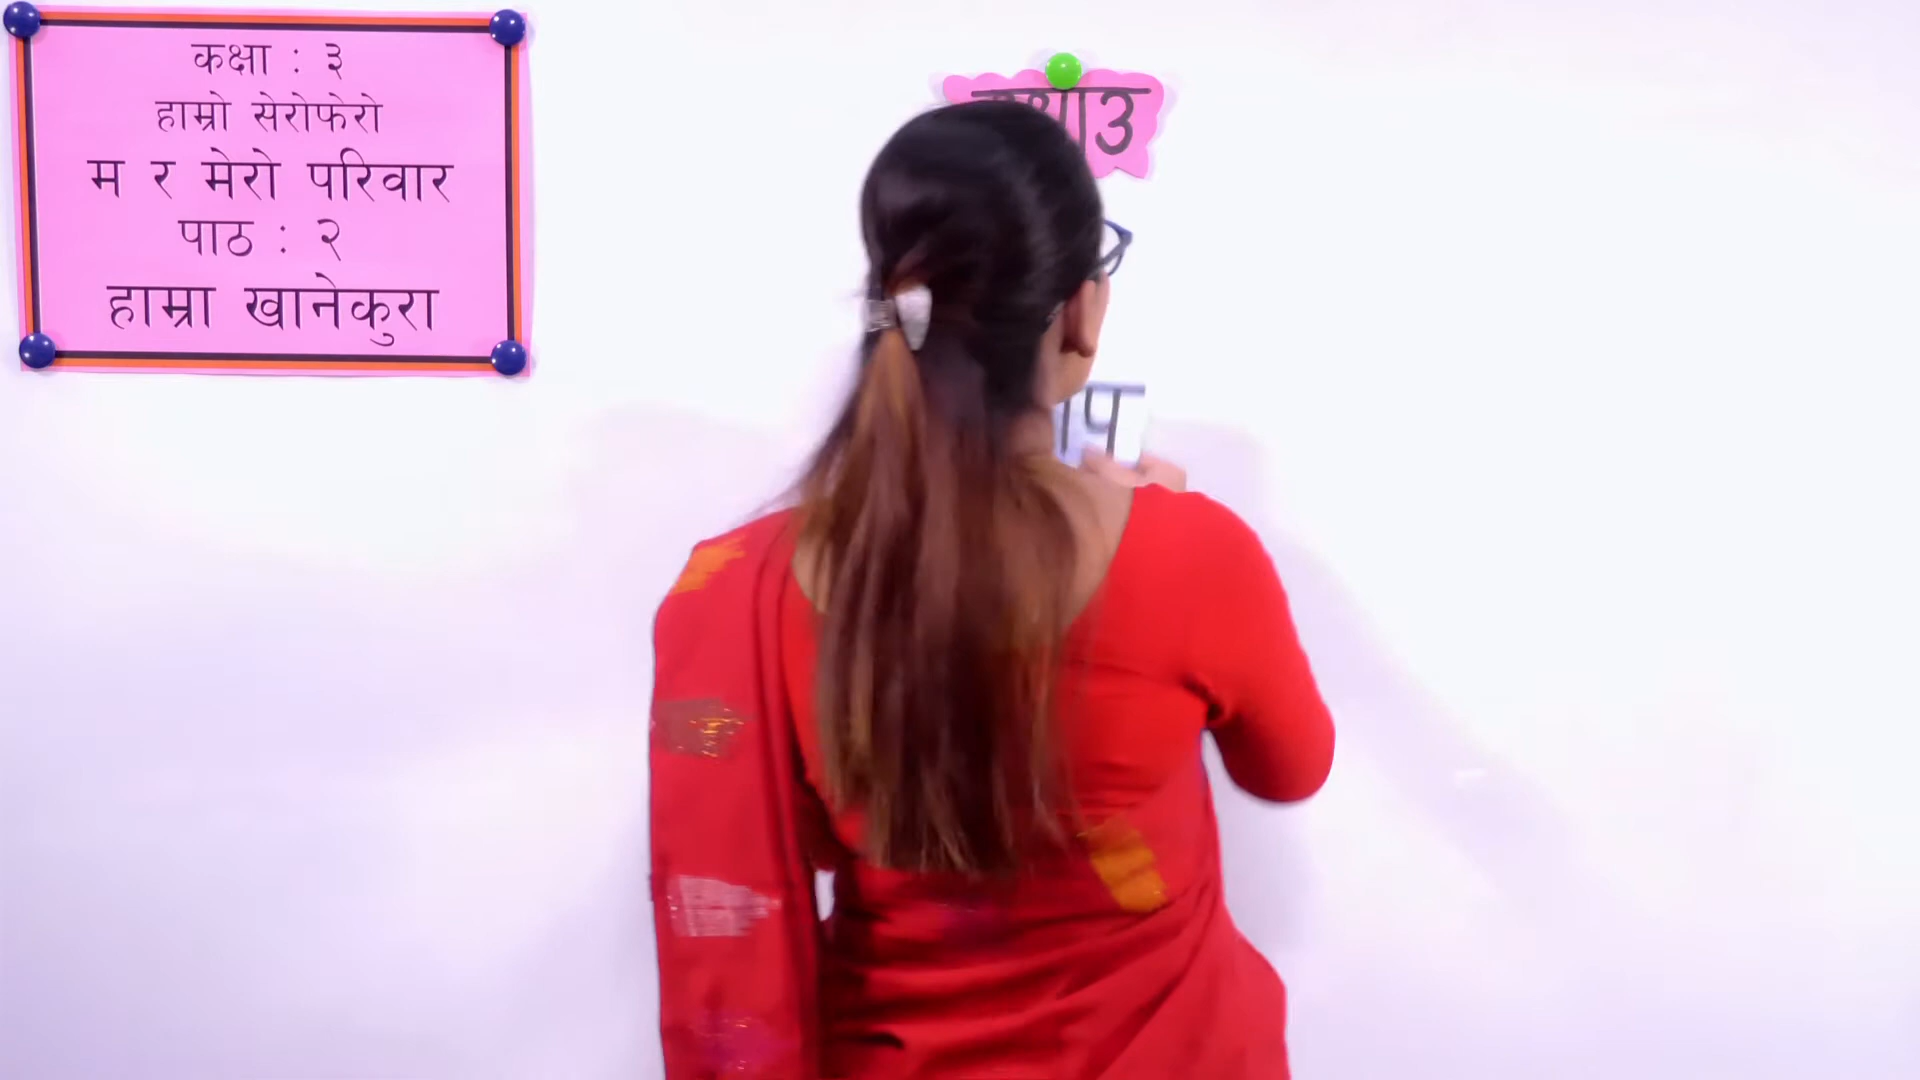 कक्षा : ३
हाम्रो सेरोफेरो
म र मेरो परिवार
पाठ : २
हाम्रा खानेकुरा